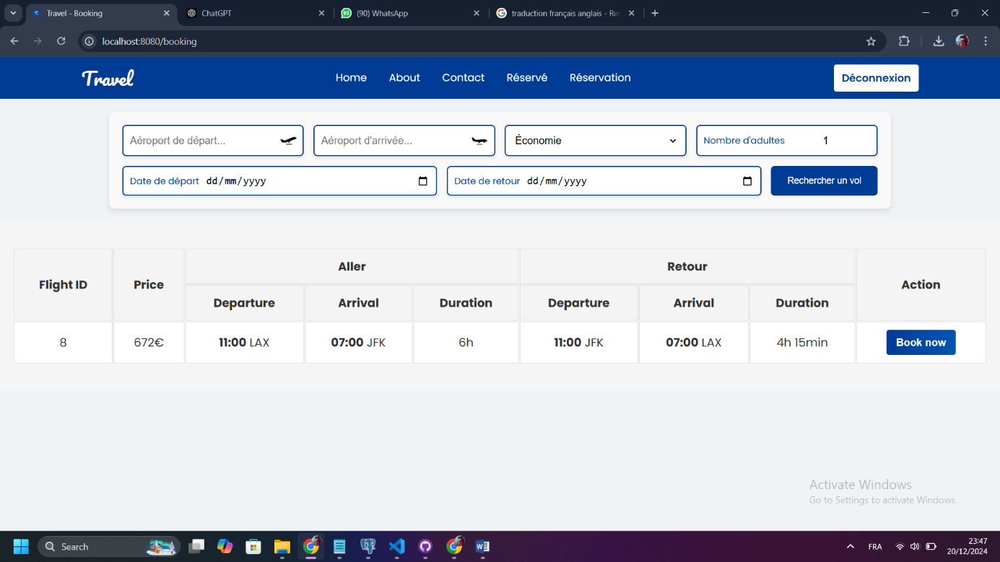 Travel - Booking
ChatGPT
(90) WhatsApp
traduction français anglais - Re
localhost:8080/booking
Travel
Home
About
Contact
Réservé
Réservation
Déconnexion
Aéroport de départ...
Aéroport d'arrivée...
Économie
Nombre d'adultes 1
Date de départ dd/mm/yyyy
Date de retour dd/mm/yyyy
Rechercher un vol
Flight ID
Price
Aller
Retour
Action
Departure
Arrival
Duration
Departure
Arrival
Duration
8
672€
11:00 LAX
07:00 JFK
6h
11:00 JFK
07:00 LAX
4h 15min
Book now
Activate Windows
Go to Settings to activate Windows.
Search
FRA
23:47
20/12/2024